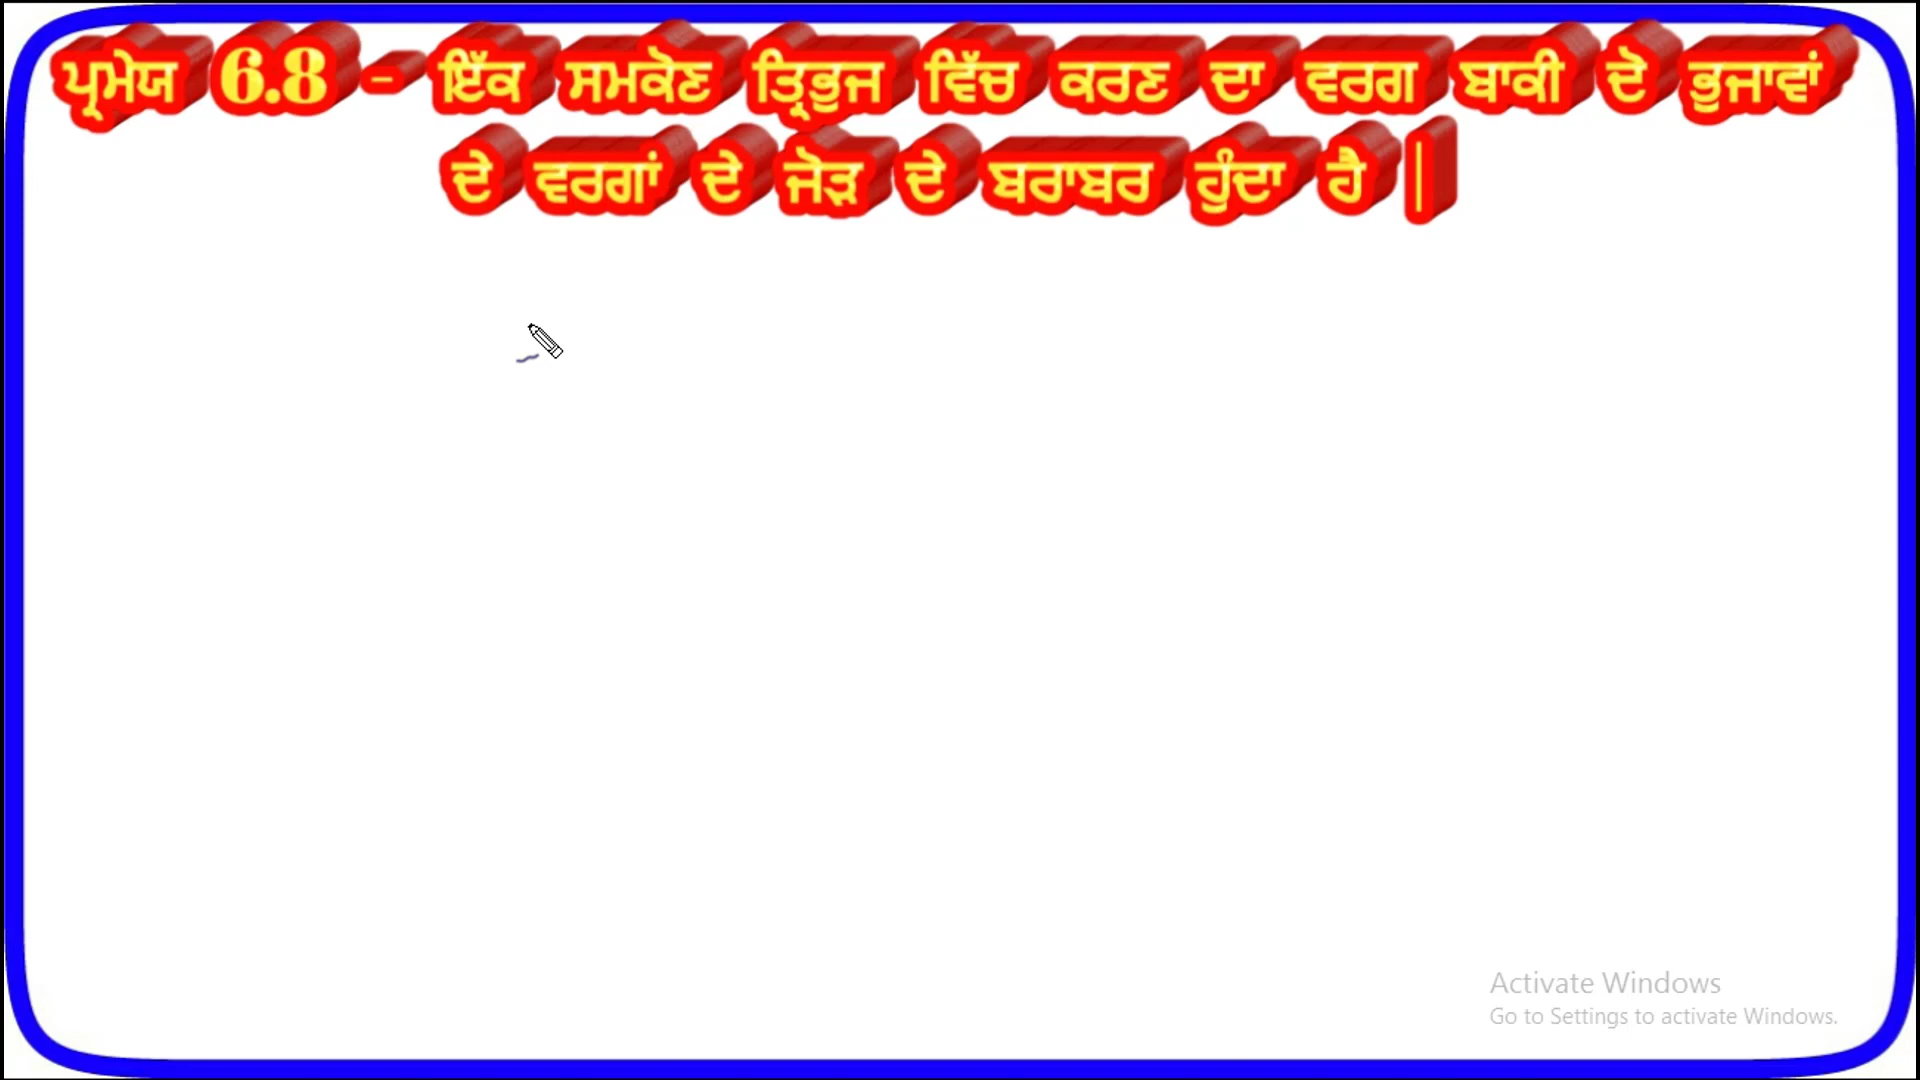 ਪ੍ਰਮੇਯ 6.8 - ਇੱਕ ਸਮਕੋਣ ਤ੍ਰਿਭੁਜ ਵਿੱਚ ਕਰਣ ਦਾ ਵਰਗ ਬਾਕੀ ਦੋ ਭੁਜਾਵਾਂ
ਦੇ ਵਰਗਾਂ ਦੇ ਜੋੜ ਦੇ ਬਰਾਬਰ ਹੁੰਦਾ ਹੈ |
Activate Windows
Go to Settings to activate Windows.